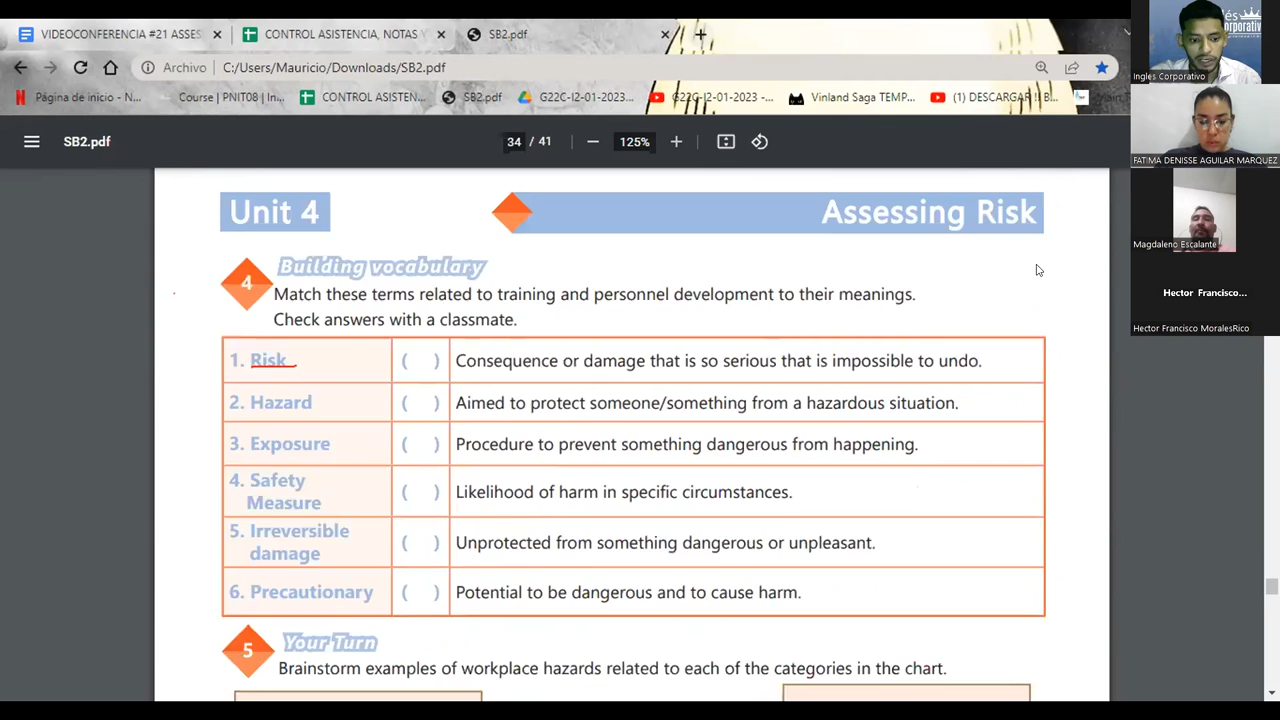 VIDEOCONFERENCIA #21 ASSES
CONTROL ASISTENCIA, NOTAS Y
SB2.pdf
Archivo
C:/Users/Mauricio/Downloads/SB2.pdf
Página de inicio - N...
Course | PNIT08 | In...
CONTROL ASISTEN...
SB2.pdf
G22C-I2-01-2023...
G22C-I2-01-2023 -...
Vinland Saga TEMP...
(1) DESCARGAR !! B...
SB2.pdf
34 / 41
125%
Ingles Corporativo
FATIMA DENISSE AGUILAR MARQUEZ
Magdaleno Escalante
Hector Francisco...
Hector Francisco MoralesRico
Unit 4
Assessing Risk
4
Building vocabulary
Match these terms related to training and personnel development to their meanings.
Check answers with a classmate.
1. Risk ( ) Consequence or damage that is so serious that is impossible to undo.
2. Hazard ( ) Aimed to protect someone/something from a hazardous situation.
3. Exposure ( ) Procedure to prevent something dangerous from happening.
4. Safety
Measure ( ) Likelihood of harm in specific circumstances.
5. Irreversible
damage ( ) Unprotected from something dangerous or unpleasant.
6. Precautionary ( ) Potential to be dangerous and to cause harm.
5
Your Turn
Brainstorm examples of workplace hazards related to each of the categories in the chart.